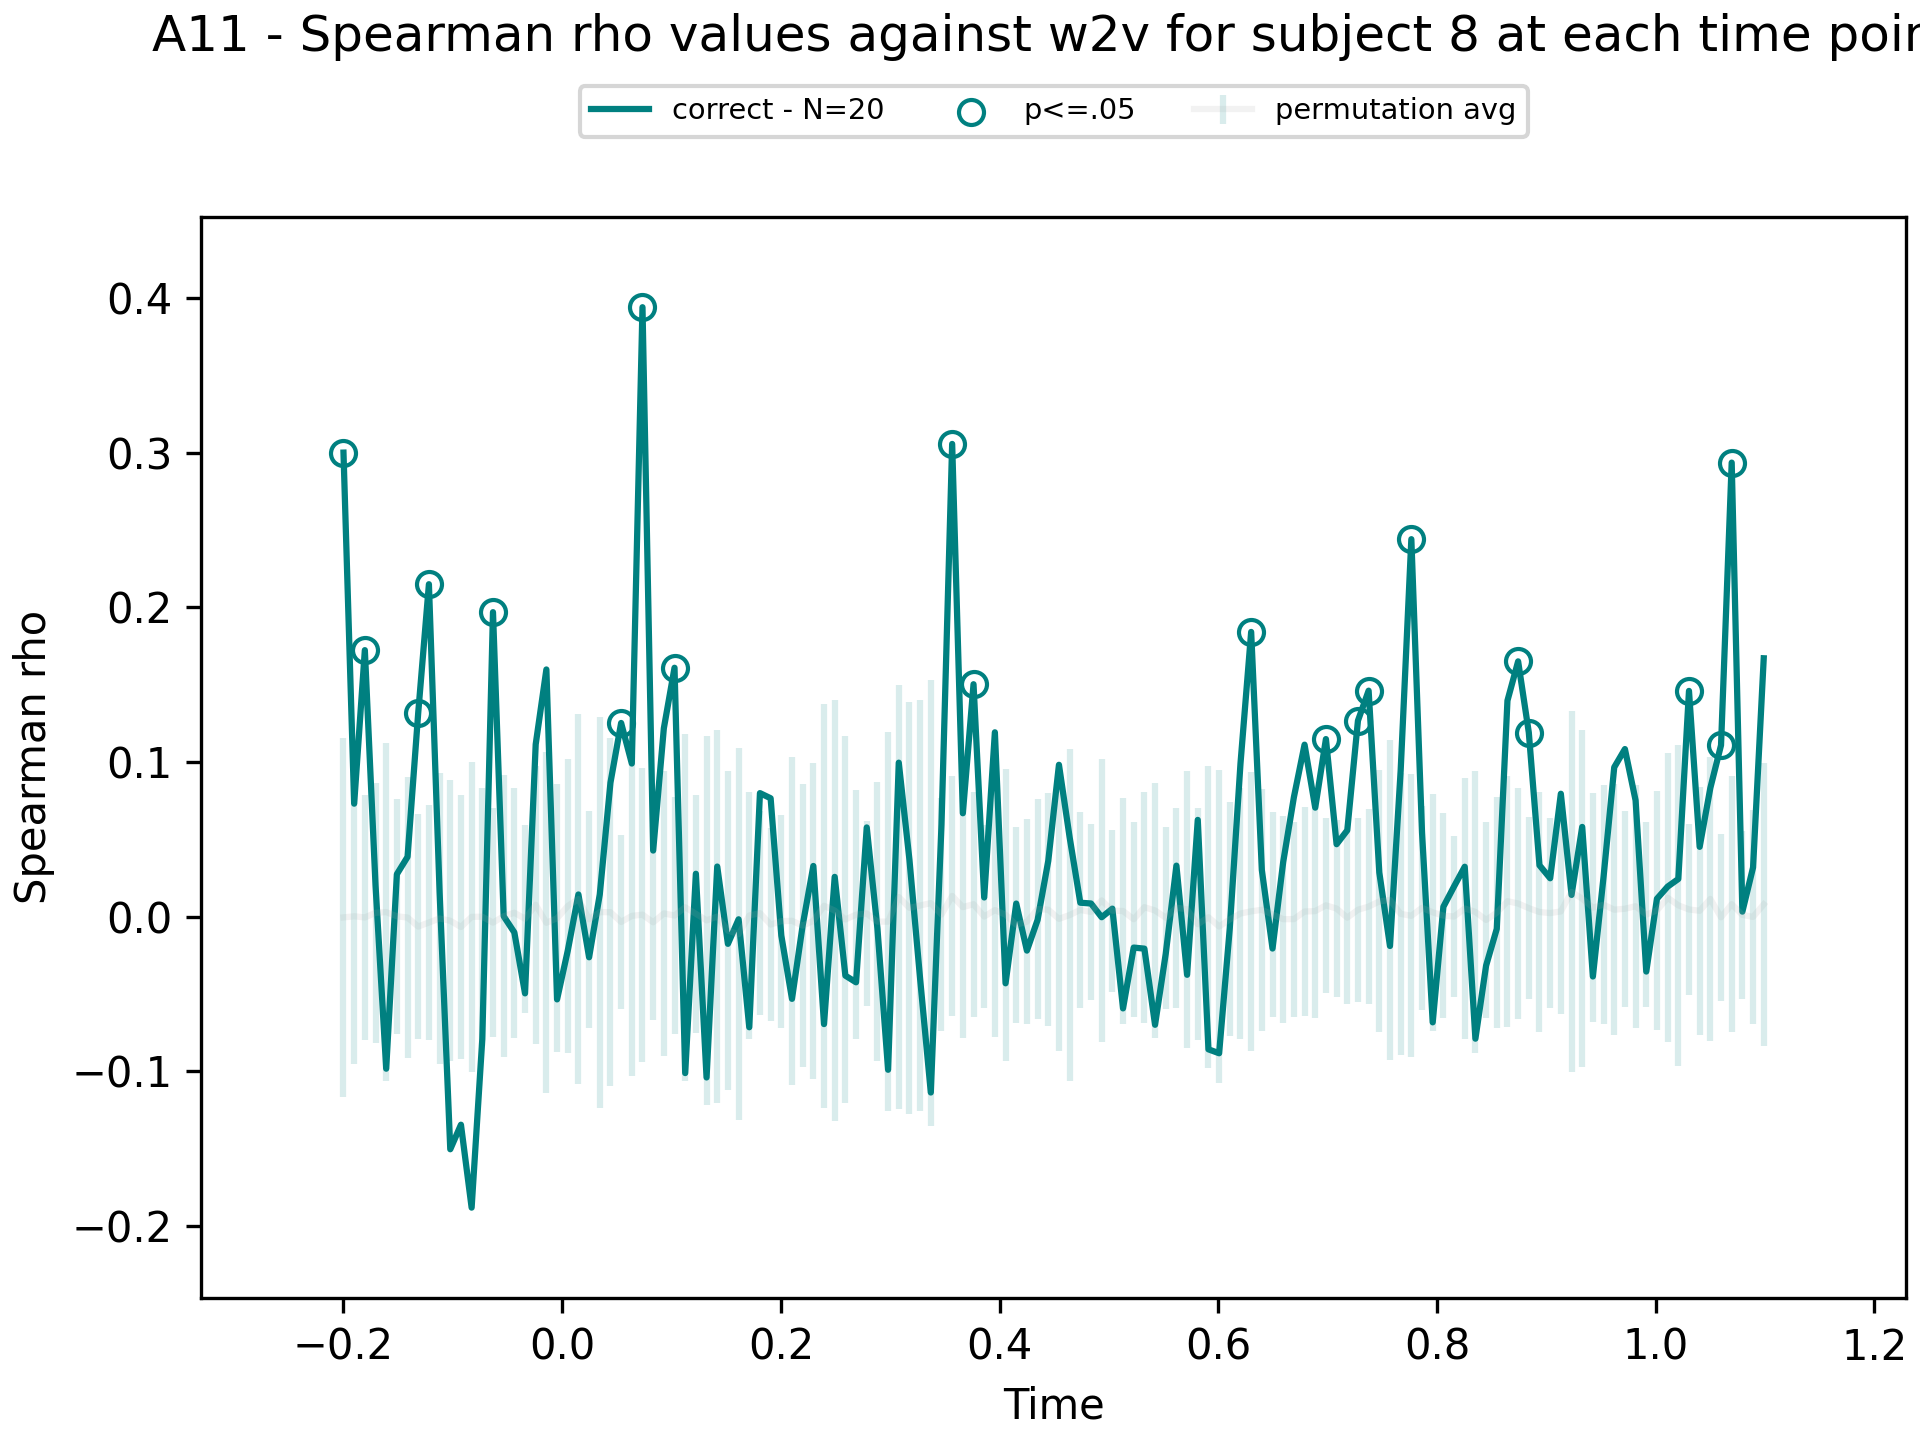 A11 - Spearman rho values against w2v for subject 8 at each time poin
correct - N=20 p<=.05 permutation avg
Spearman rho
0.4
0.3
0.2
0.1
0.0
−0.1
−0.2
−0.2 0.0 0.2 0.4 0.6 0.8 1.0 1.2
Time